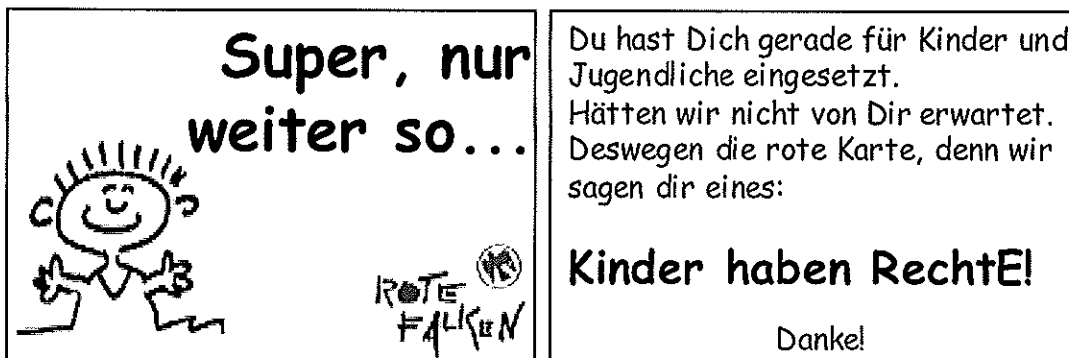 Super, nur
weiter so...
ROTE
FALKEN
Du hast Dich gerade für Kinder und
Jugendliche eingesetzt.
Hätten wir nicht von Dir erwartet.
Deswegen die rote Karte, denn wir
sagen dir eines:
Kinder haben RechtE!
Danke!